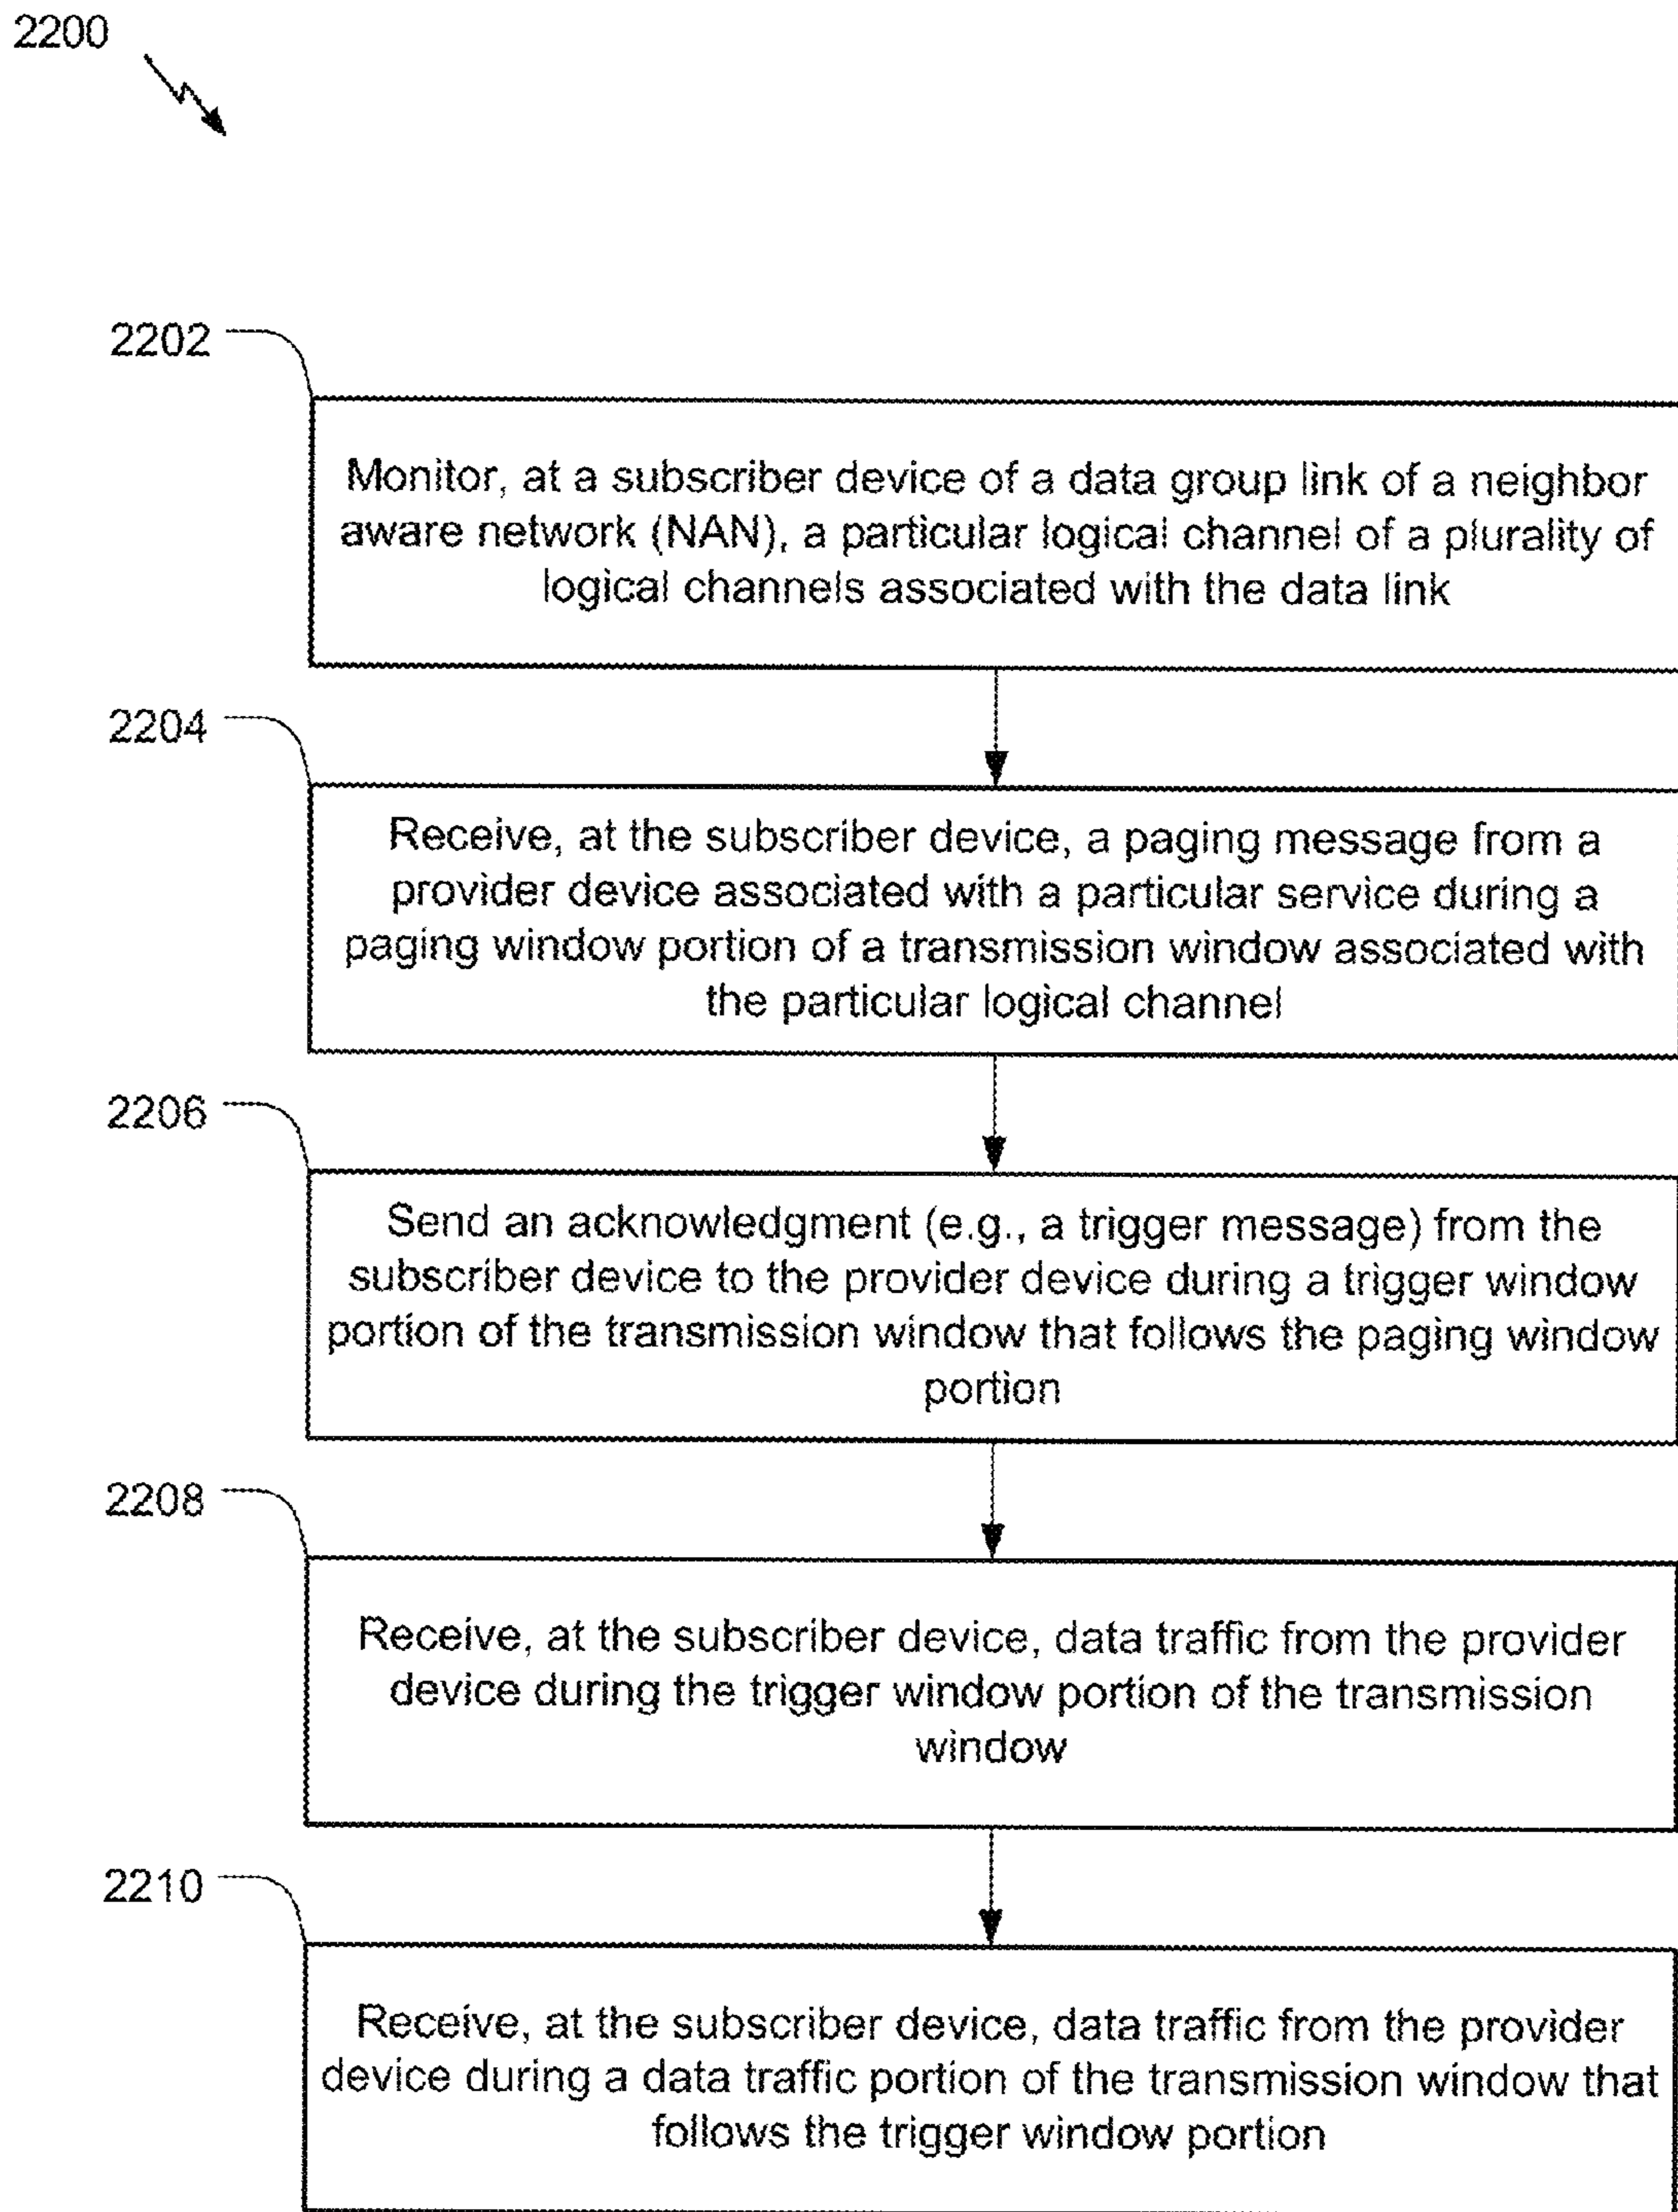 2200
2202
Monitor, at a subscriber device of a data group link of a neighbor
aware network (NAN), a particular logical channel of a plurality of
logical channels associated with the data link
2204
Receive, at the subscriber device, a paging message from a
provider device associated with a particular service during a
paging window portion of a transmission window associated with
the particular logical channel
2206
Send an acknowledgment (e.g., a trigger message) from the
subscriber device to the provider device during a trigger window
portion of the transmission window that follows the paging window
portion
2208
Receive, at the subscriber device, data traffic from the provider
device during the trigger window portion of the transmission
window
2210
Receive, at the subscriber device, data traffic from the provider
device during a data traffic portion of the transmission window that
follows the trigger window portion